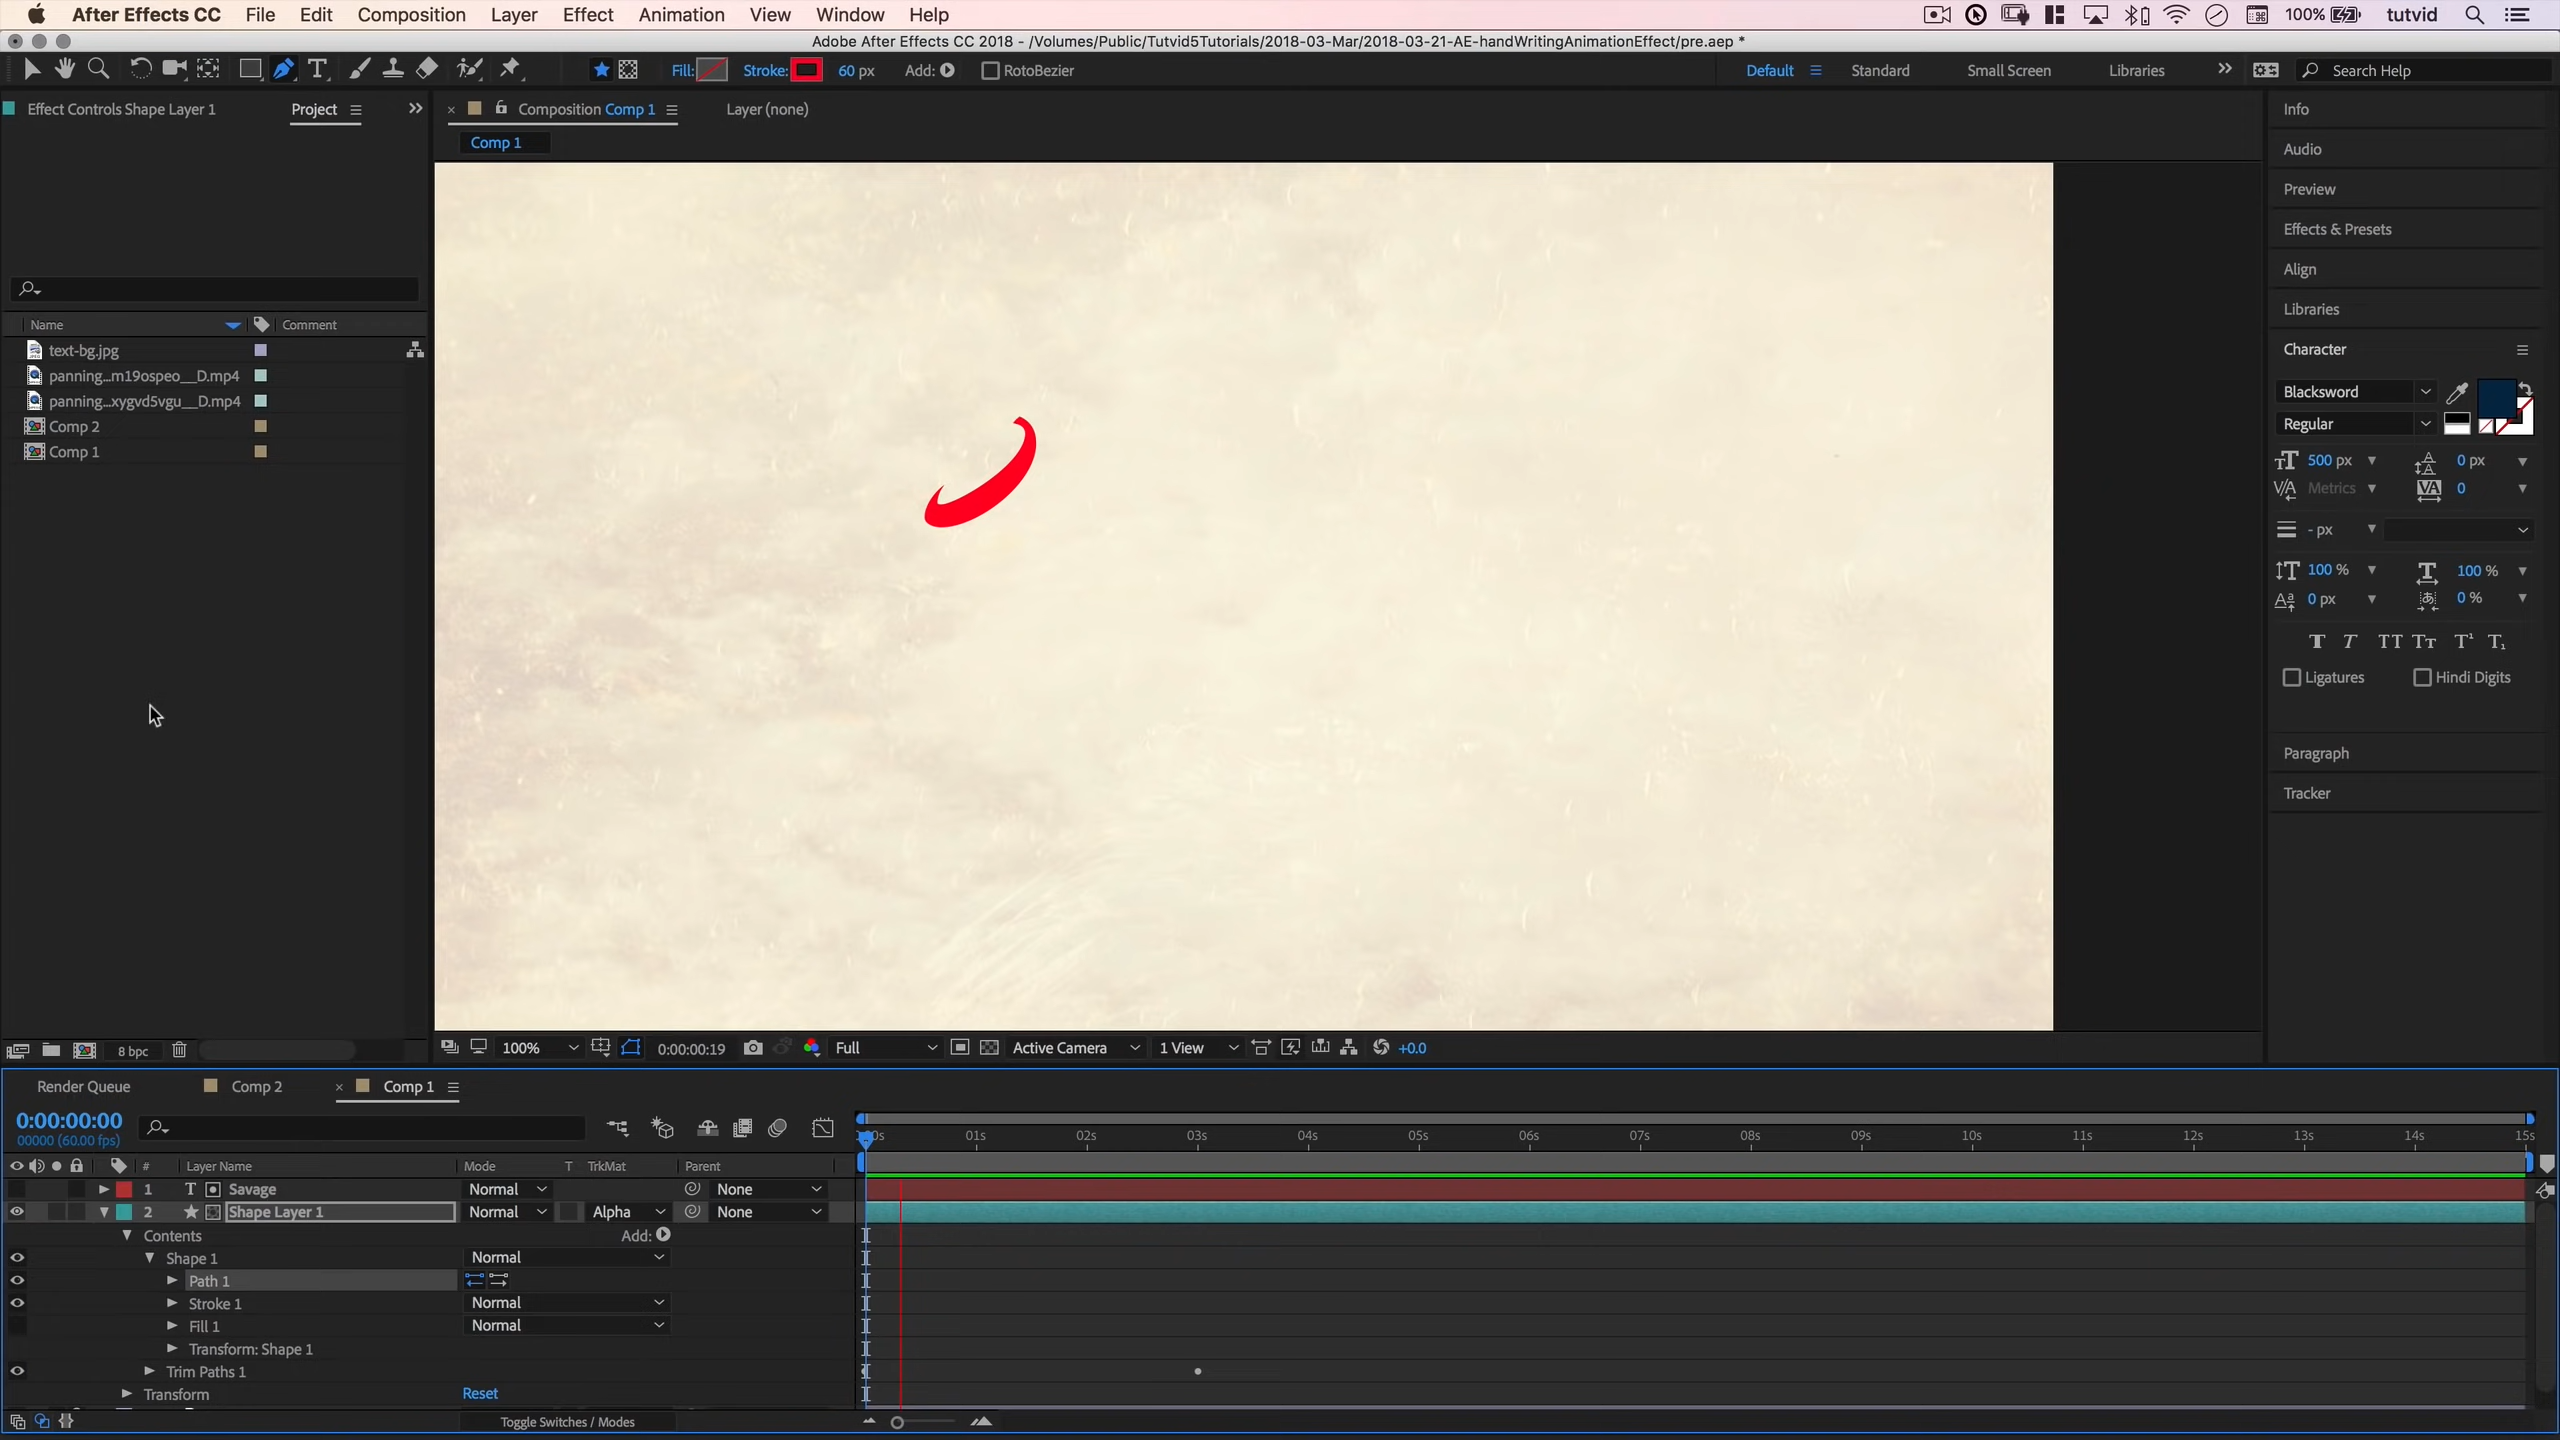 After Effects CC File Edit Composition Layer Effect Animation View Window Help 100% tutvid
Adobe After Effects CC 2018 - /Volumes/Public/Tutvid5Tutorials/2018-03-Mar/2018-03-21-AE-handWritingAnimationEffect/pre.aep *
Fill: Stroke: 60 px Add: RotoBezier Default Standard Small Screen Libraries Search Help
Effect Controls Shape Layer 1 Project
Composition Comp 1 Layer (none)
Comp 1
Name Comment
text-bg.jpg
panning...m19ospeo__D.mp4
panning...xygvd5vgu__D.mp4
Comp 2
Comp 1
8 bpc
100% 0:00:00:19 Full Active Camera 1 View +0.0
Info
Audio
Preview
Effects & Presets
Align
Libraries
Character
Blacksword
Regular
500 px 0 px
Metrics 0
- px
100 % 100 %
0 px 0 %
T T TT Tт T¹ T₁
Ligatures Hindi Digits
Paragraph
Tracker
Render Queue Comp 2 Comp 1
0:00:00:00
00000 (60.00 fps)
01s 02s 03s 04s 05s 06s 07s 08s 09s 10s 11s 12s 13s 14s 15s
# Layer Name Mode T TrkMat Parent
1 T Savage Normal None
2 Shape Layer 1 Normal Alpha None
Contents Add:
Shape 1 Normal
Path 1
Stroke 1 Normal
Fill 1 Normal
Transform: Shape 1
Trim Paths 1
Transform Reset
Toggle Switches / Modes